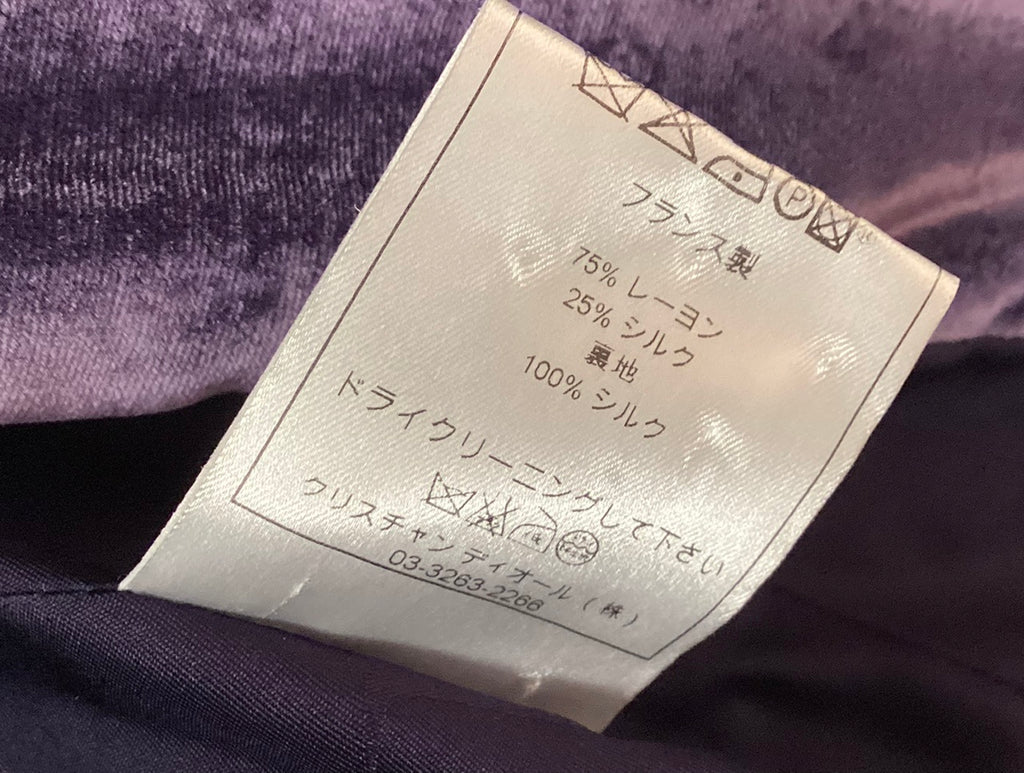 フランス製
75% レーヨン
25% シルク
裏地
100% シルク
ドライクリーニングして下さい
クリスチャン ディオール (株)
03-3263-2266